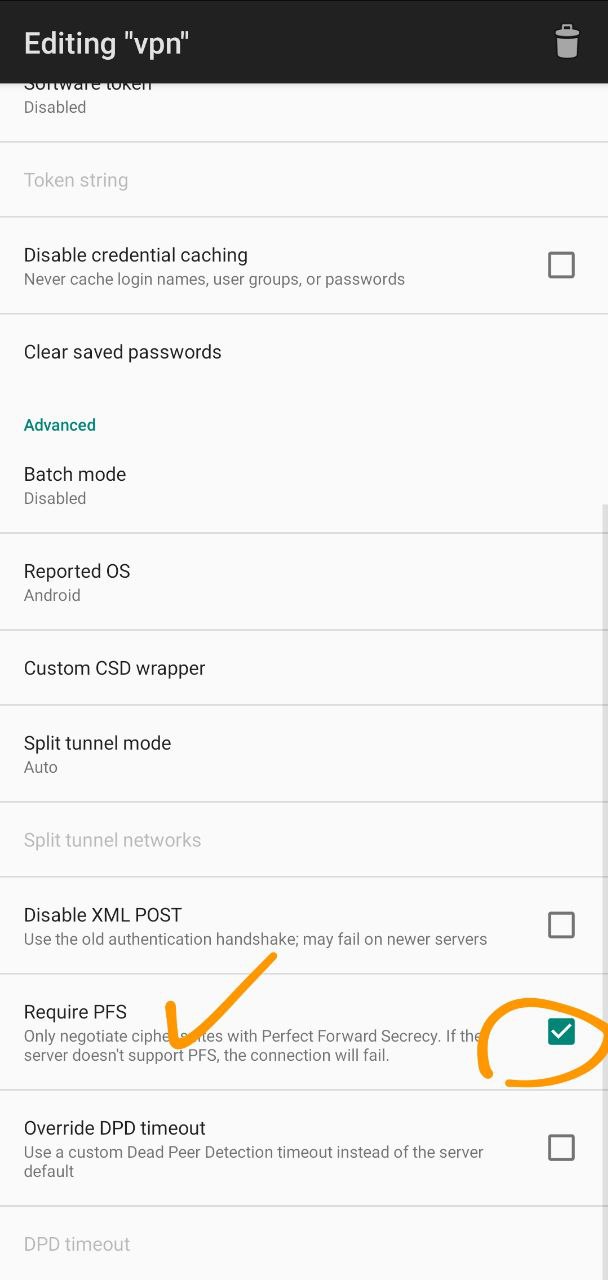 Editing "vpn"
Software token
Disabled
Token string
Disable credential caching
Never cache login names, user groups, or passwords
Clear saved passwords
Advanced
Batch mode
Disabled
Reported OS
Android
Custom CSD wrapper
Split tunnel mode
Auto
Split tunnel networks
Disable XML POST
Use the old authentication handshake; may fail on newer servers
Require PFS
Only negotiate cipher suites with Perfect Forward Secrecy. If the
server doesn't support PFS, the connection will fail.
Override DPD timeout
Use a custom Dead Peer Detection timeout instead of the server
default
DPD timeout